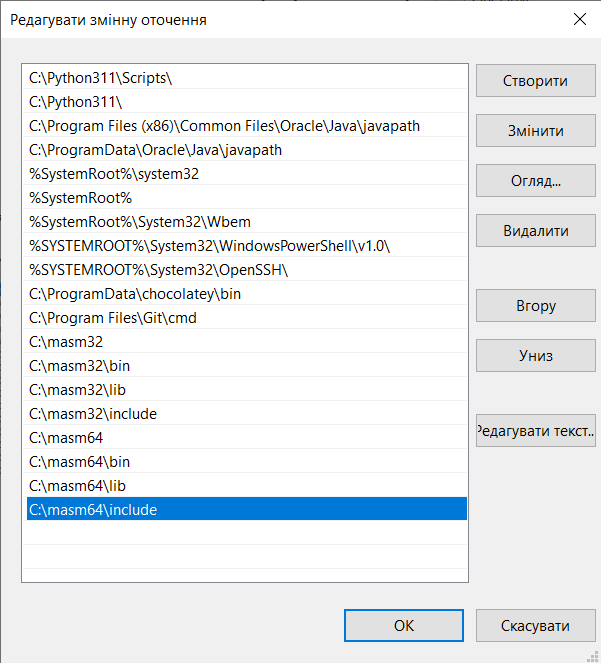 Редагувати змінну оточення
C:\Python311\Scripts\
C:\Python311\
C:\Program Files (x86)\Common Files\Oracle\Java\javapath
C:\ProgramData\Oracle\Java\javapath
%SystemRoot%\system32
%SystemRoot%
%SystemRoot%\System32\Wbem
%SYSTEMROOT%\System32\WindowsPowerShell\v1.0\
%SYSTEMROOT%\System32\OpenSSH\
C:\ProgramData\chocolatey\bin
C:\Program Files\Git\cmd
C:\masm32
C:\masm32\bin
C:\masm32\lib
C:\masm32\include
C:\masm64
C:\masm64\bin
C:\masm64\lib
C:\masm64\include
Створити
Змінити
Огляд...
Видалити
Вгору
Униз
Редагувати текст..
ОК
Скасувати